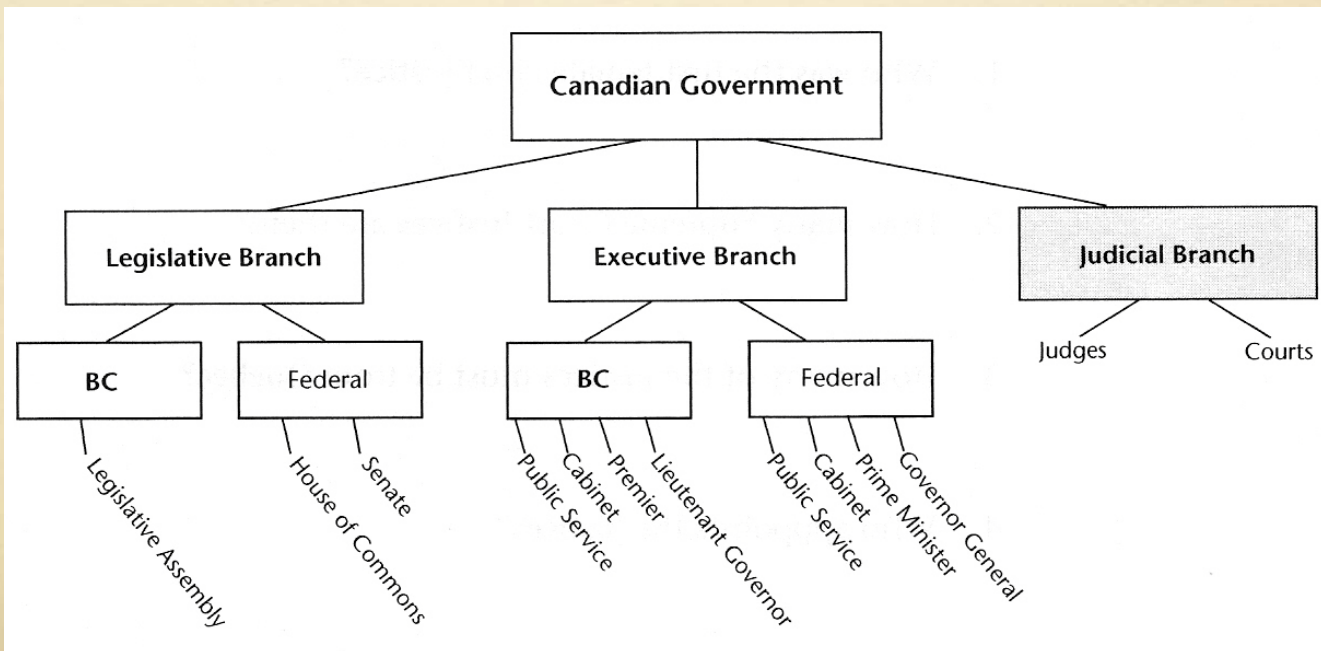 Canadian Government
Legislative Branch
Executive Branch
Judicial Branch
BC
Federal
BC
Federal
Judges
Courts
Legislative Assembly
House of Commons
Senate
Public Service
Cabinet
Premier
Lieutenant Governor
Public Service
Cabinet
Prime Minister
Governor General